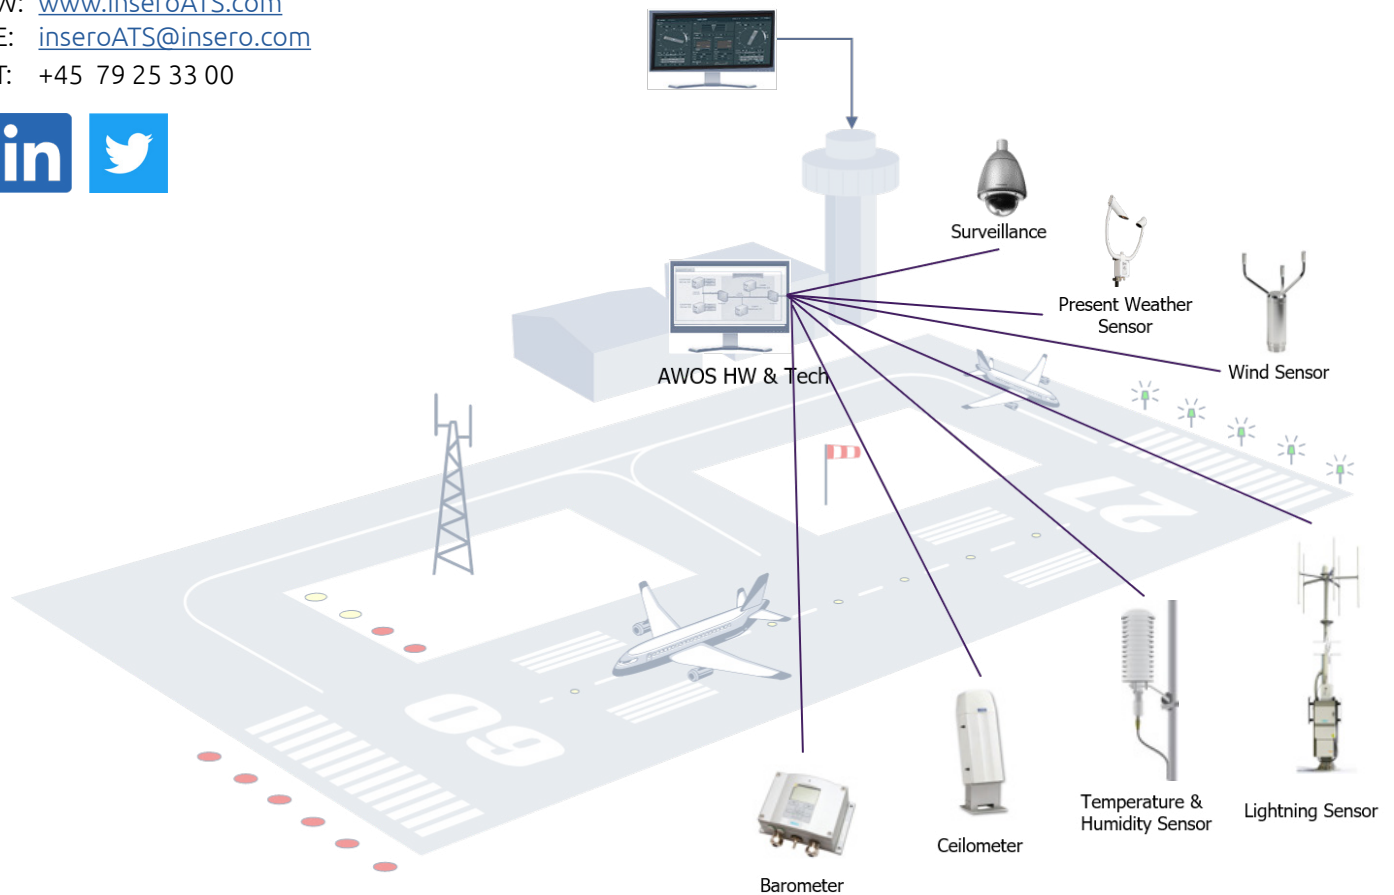 W: www.inseroATS.com
E: inseroATS@insero.com
T: +45 79 25 33 00
in
Surveillance
Present Weather
Sensor
Wind Sensor
AWOS HW & Tech
27
09
Temperature &
Humidity Sensor
Lightning Sensor
Ceilometer
Barometer